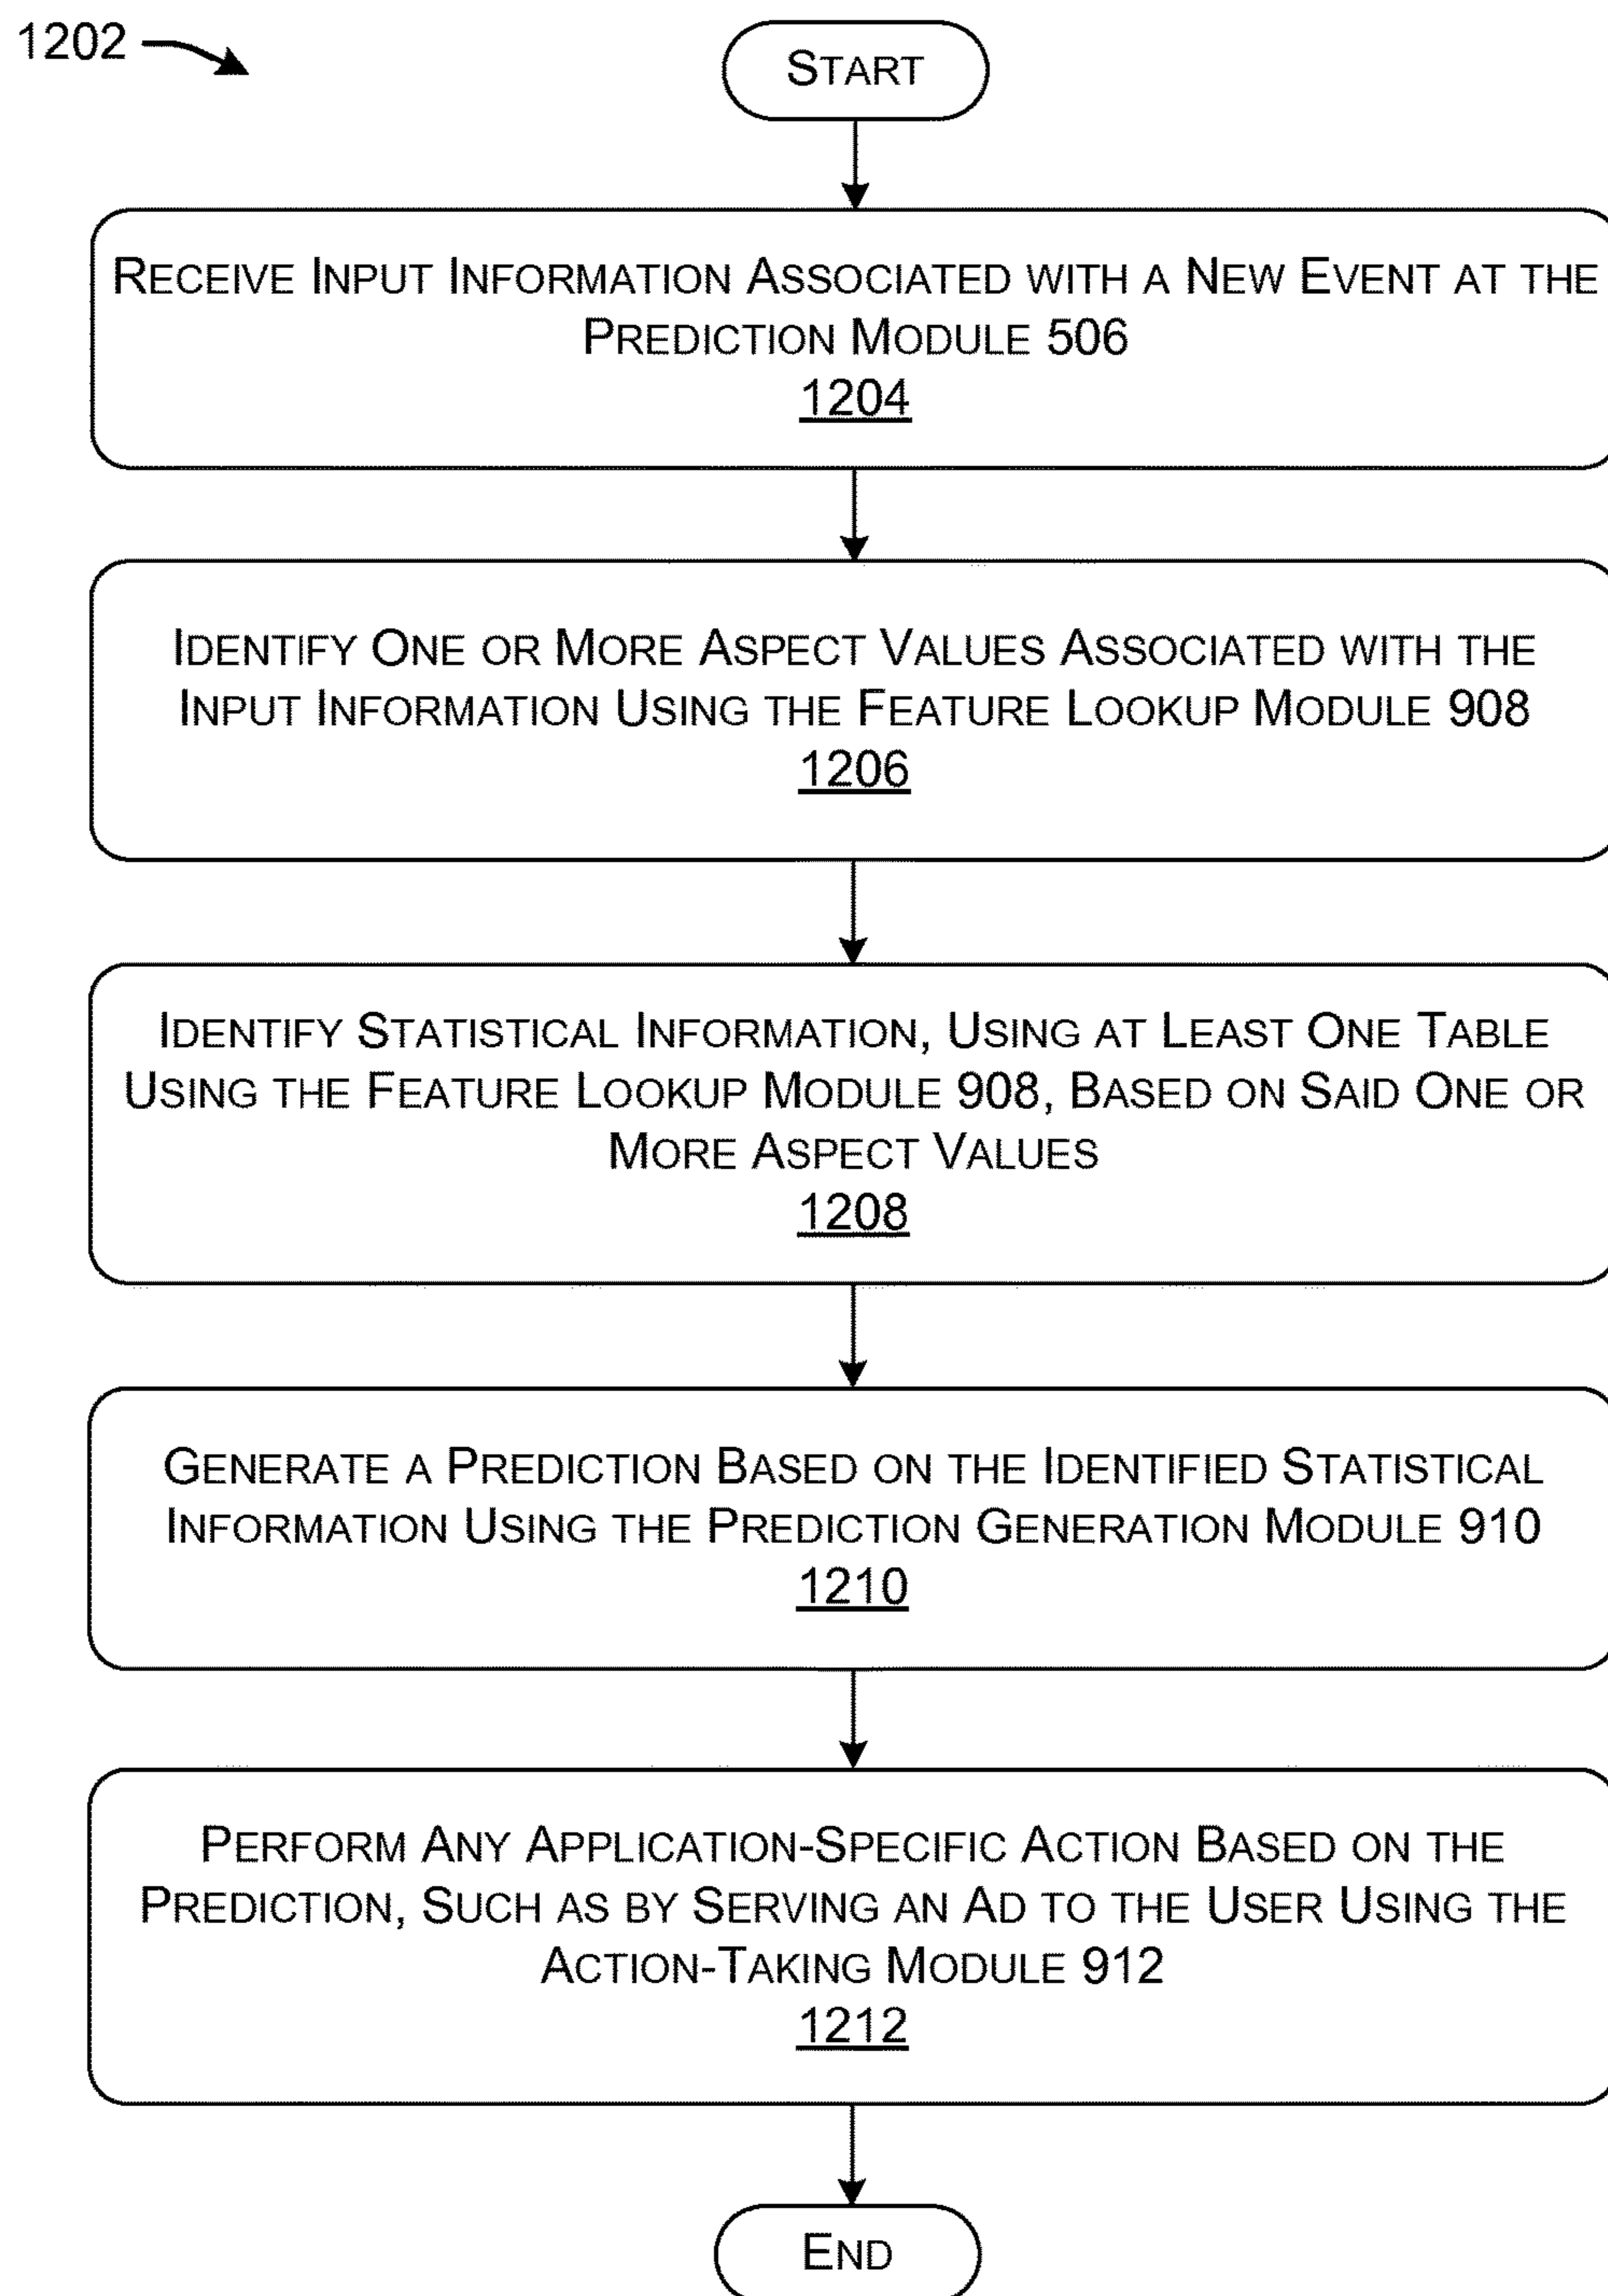 1202
START
RECEIVE INPUT INFORMATION ASSOCIATED WITH A NEW EVENT AT THE
PREDICTION MODULE 506
1204
IDENTIFY ONE OR MORE ASPECT VALUES ASSOCIATED WITH THE
INPUT INFORMATION USING THE FEATURE LOOKUP MODULE 908
1206
IDENTIFY STATISTICAL INFORMATION, USING AT LEAST ONE TABLE
USING THE FEATURE LOOKUP MODULE 908, BASED ON SAID ONE OR
MORE ASPECT VALUES
1208
GENERATE A PREDICTION BASED ON THE IDENTIFIED STATISTICAL
INFORMATION USING THE PREDICTION GENERATION MODULE 910
1210
PERFORM ANY APPLICATION-SPECIFIC ACTION BASED ON THE
PREDICTION, SUCH AS BY SERVING AN AD TO THE USER USING THE
ACTION-TAKING MODULE 912
1212
END